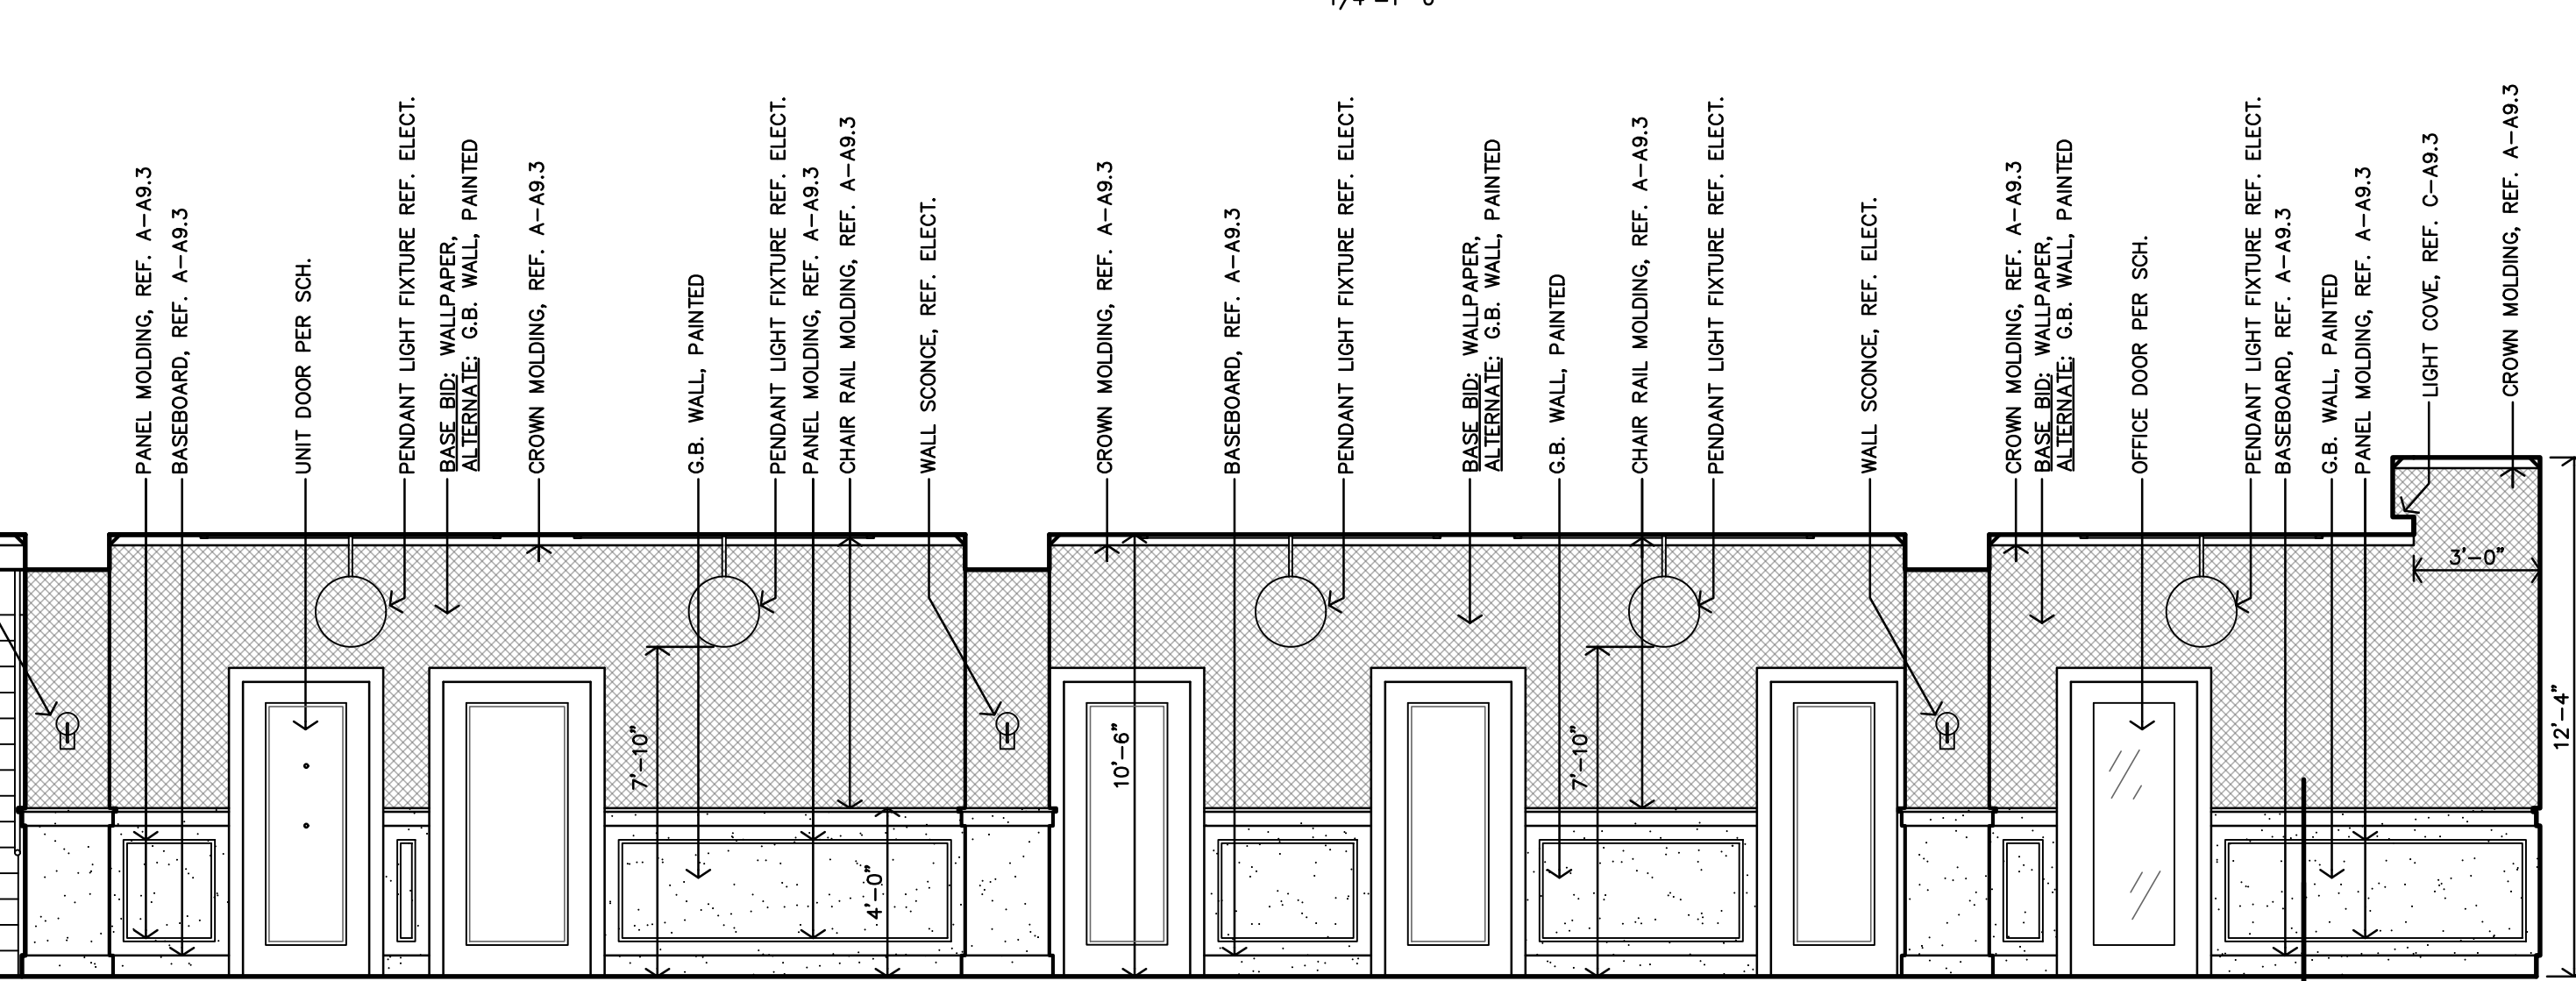 PANEL MOLDING, REF. A-A9.3
BASEBOARD, REF. A-A9.3
UNIT DOOR PER SCH.
PENDANT LIGHT FIXTURE REF. ELECT.
BASE BID: WALLPAPER,
ALTERNATE: G.B. WALL, PAINTED
CROWN MOLDING, REF. A-A9.3
G.B. WALL, PAINTED
PENDANT LIGHT FIXTURE REF. ELECT.
PANEL MOLDING, REF. A-A9.3
CHAIR RAIL MOLDING, REF. A-A9.3
WALL SCONCE, REF. ELECT.
CROWN MOLDING, REF. A-A9.3
BASEBOARD, REF. A-A9.3
PENDANT LIGHT FIXTURE REF. ELECT.
BASE BID: WALLPAPER,
ALTERNATE: G.B. WALL, PAINTED
G.B. WALL, PAINTED
CHAIR RAIL MOLDING, REF. A-A9.3
PENDANT LIGHT FIXTURE REF. ELECT.
WALL SCONCE, REF. ELECT.
CROWN MOLDING, REF. A-A9.3
BASE BID: WALLPAPER,
ALTERNATE: G.B. WALL, PAINTED
OFFICE DOOR PER SCH.
PENDANT LIGHT FIXTURE REF. ELECT.
BASEBOARD, REF. A-A9.3
G.B. WALL, PAINTED
PANEL MOLDING, REF. A-A9.3
LIGHT COVE, REF. C-A9.3
CROWN MOLDING, REF. A-A9.3
3'-0"
7'-10"
4'-0"
10'-6"
7'-10"
12'-4"